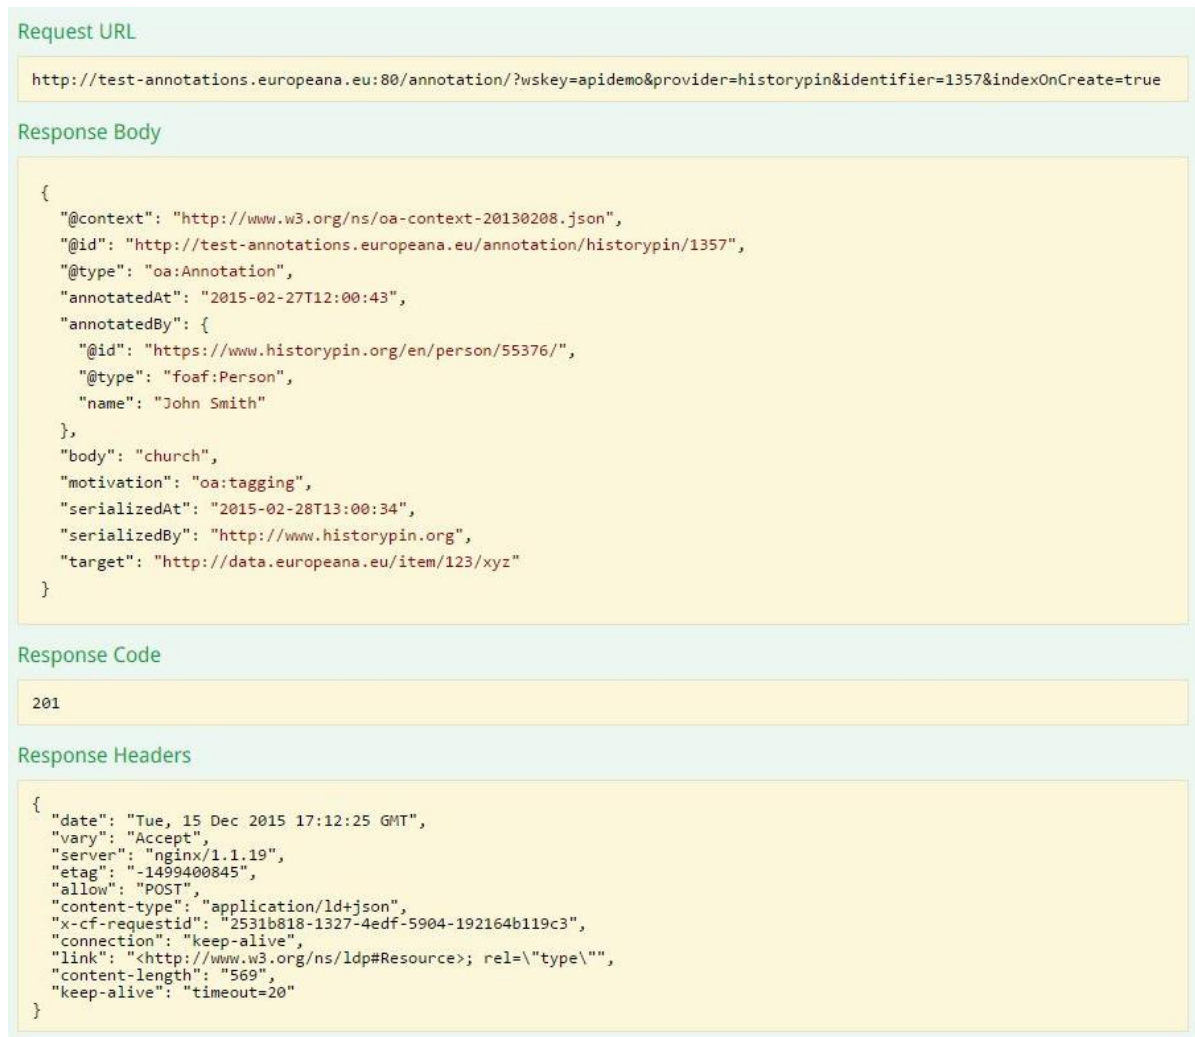 Request URL
http://test-annotations.europeana.eu:80/annotation/?wskey=apidemo&provider=historypin&identifier=1357&indexOnCreate=true
Response Body
{
"@context": "http://www.w3.org/ns/oa-context-20130208.json",
"@id": "http://test-annotations.europeana.eu/annotation/historypin/1357",
"@type": "oa:Annotation",
"annotatedAt": "2015-02-27T12:00:43",
"annotatedBy": {
"@id": "https://www.historypin.org/en/person/55376/",
"@type": "foaf:Person",
"name": "John Smith"
},
"body": "church",
"motivation": "oa:tagging",
"serializedAt": "2015-02-28T13:00:34",
"serializedBy": "http://www.historypin.org",
"target": "http://data.europeana.eu/item/123/xyz"
}
Response Code
201
Response Headers
{
"date": "Tue, 15 Dec 2015 17:12:25 GMT",
"vary": "Accept",
"server": "nginx/1.1.19",
"etag": "-1499400845",
"allow": "POST",
"content-type": "application/ld+json",
"x-cf-requestid": "2531b818-1327-4edf-5904-192164b119c3",
"connection": "keep-alive",
"link": "<http://www.w3.org/ns/ldp#Resource>; rel=\"type\"",
"content-length": "569",
"keep-alive": "timeout=20"
}